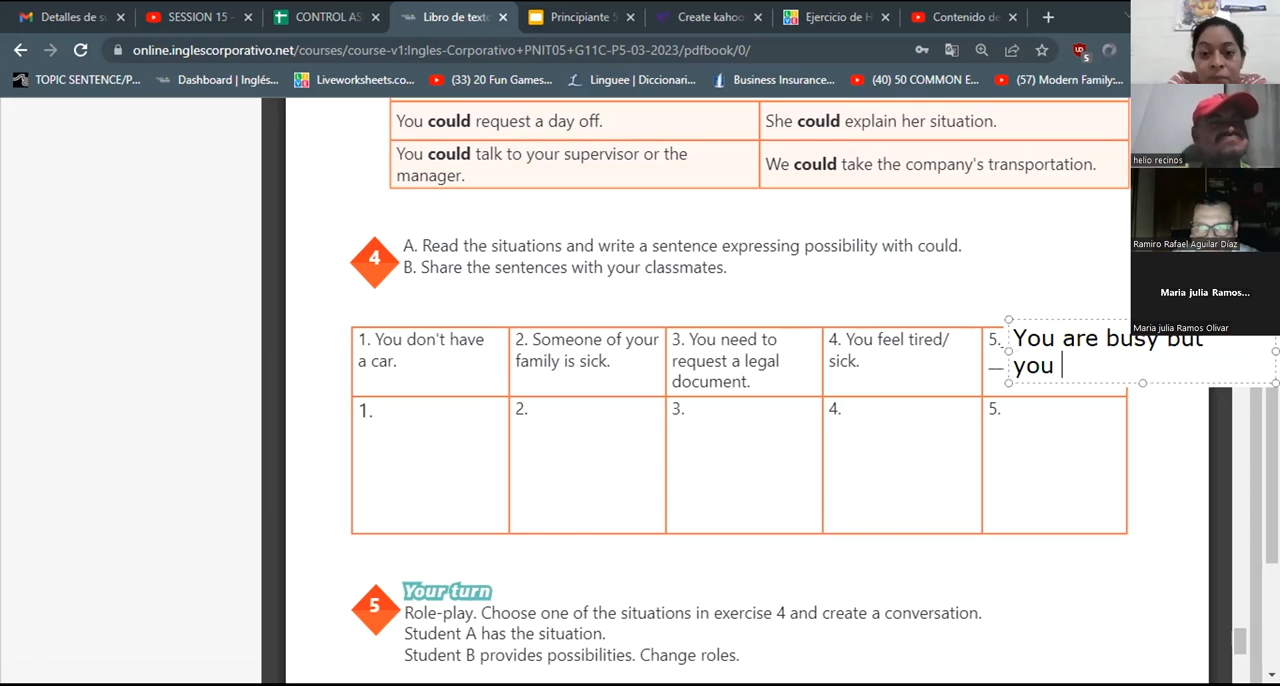 Detalles de su
SESSION 15 -
CONTROL AS
Libro de texto
Principiante 5
Create kahoo
Ejercicio de H
Contenido de
online.inglescorporativo.net/courses/course-v1:Ingles-Corporativo+PNIT05+G11C-P5-03-2023/pdfbook/0/
5
TOPIC SENTENCE/P...
Dashboard | Inglés...
Liveworksheets.co...
(33) 20 Fun Games...
Linguee | Diccionari...
Business Insurance...
(40) 50 COMMON E...
(57) Modern Family:...
You could request a day off.
She could explain her situation.
You could talk to your supervisor or the
manager.
We could take the company's transportation.
4
A. Read the situations and write a sentence expressing possibility with could.
B. Share the sentences with your classmates.
1. You don't have
a car.
2. Someone of your
family is sick.
3. You need to
request a legal
document.
4. You feel tired/
sick.
5.
You are busy but
you
1.
2.
3.
4.
5.
5
Your turn
Role-play. Choose one of the situations in exercise 4 and create a conversation.
Student A has the situation.
Student B provides possibilities. Change roles.
helio recinos
Ramiro Rafael Aguilar Díaz
Maria julia Ramos...
Maria julia Ramos Olivar